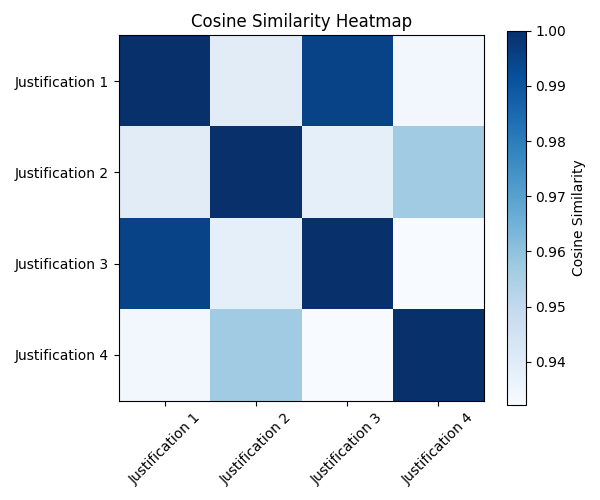 Cosine Similarity Heatmap
Justification 1
Justification 2
Justification 3
Justification 4
Justification 1
Justification 2
Justification 3
Justification 4
1.00
0.99
0.98
0.97
0.96
0.95
0.94
Cosine Similarity